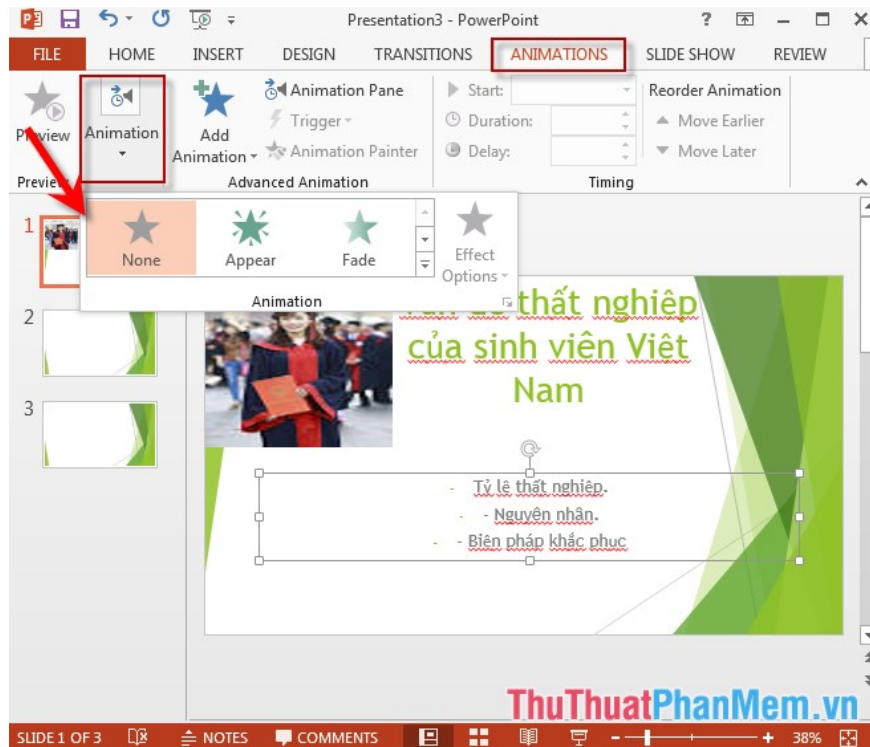 Presentation3 - PowerPoint
FILE HOME INSERT DESIGN TRANSITIONS ANIMATIONS SLIDE SHOW REVIEW
Preview
Animation
Add Animation
Animation Pane
Trigger
Animation Painter
Start:
Duration:
Delay:
Reorder Animation
Move Earlier
Move Later
Preview
Advanced Animation
Timing
None
Appear
Fade
Effect
Options
Animation
1
2
3
thất nghiệp
của sinh viên Việt
Nam
- Tỷ lệ thất nghiệp.
- - Nguyên nhân.
- - Biện pháp khắc phục
ThuThuatPhanMem.vn
SLIDE 1 OF 3 NOTES COMMENTS 38%